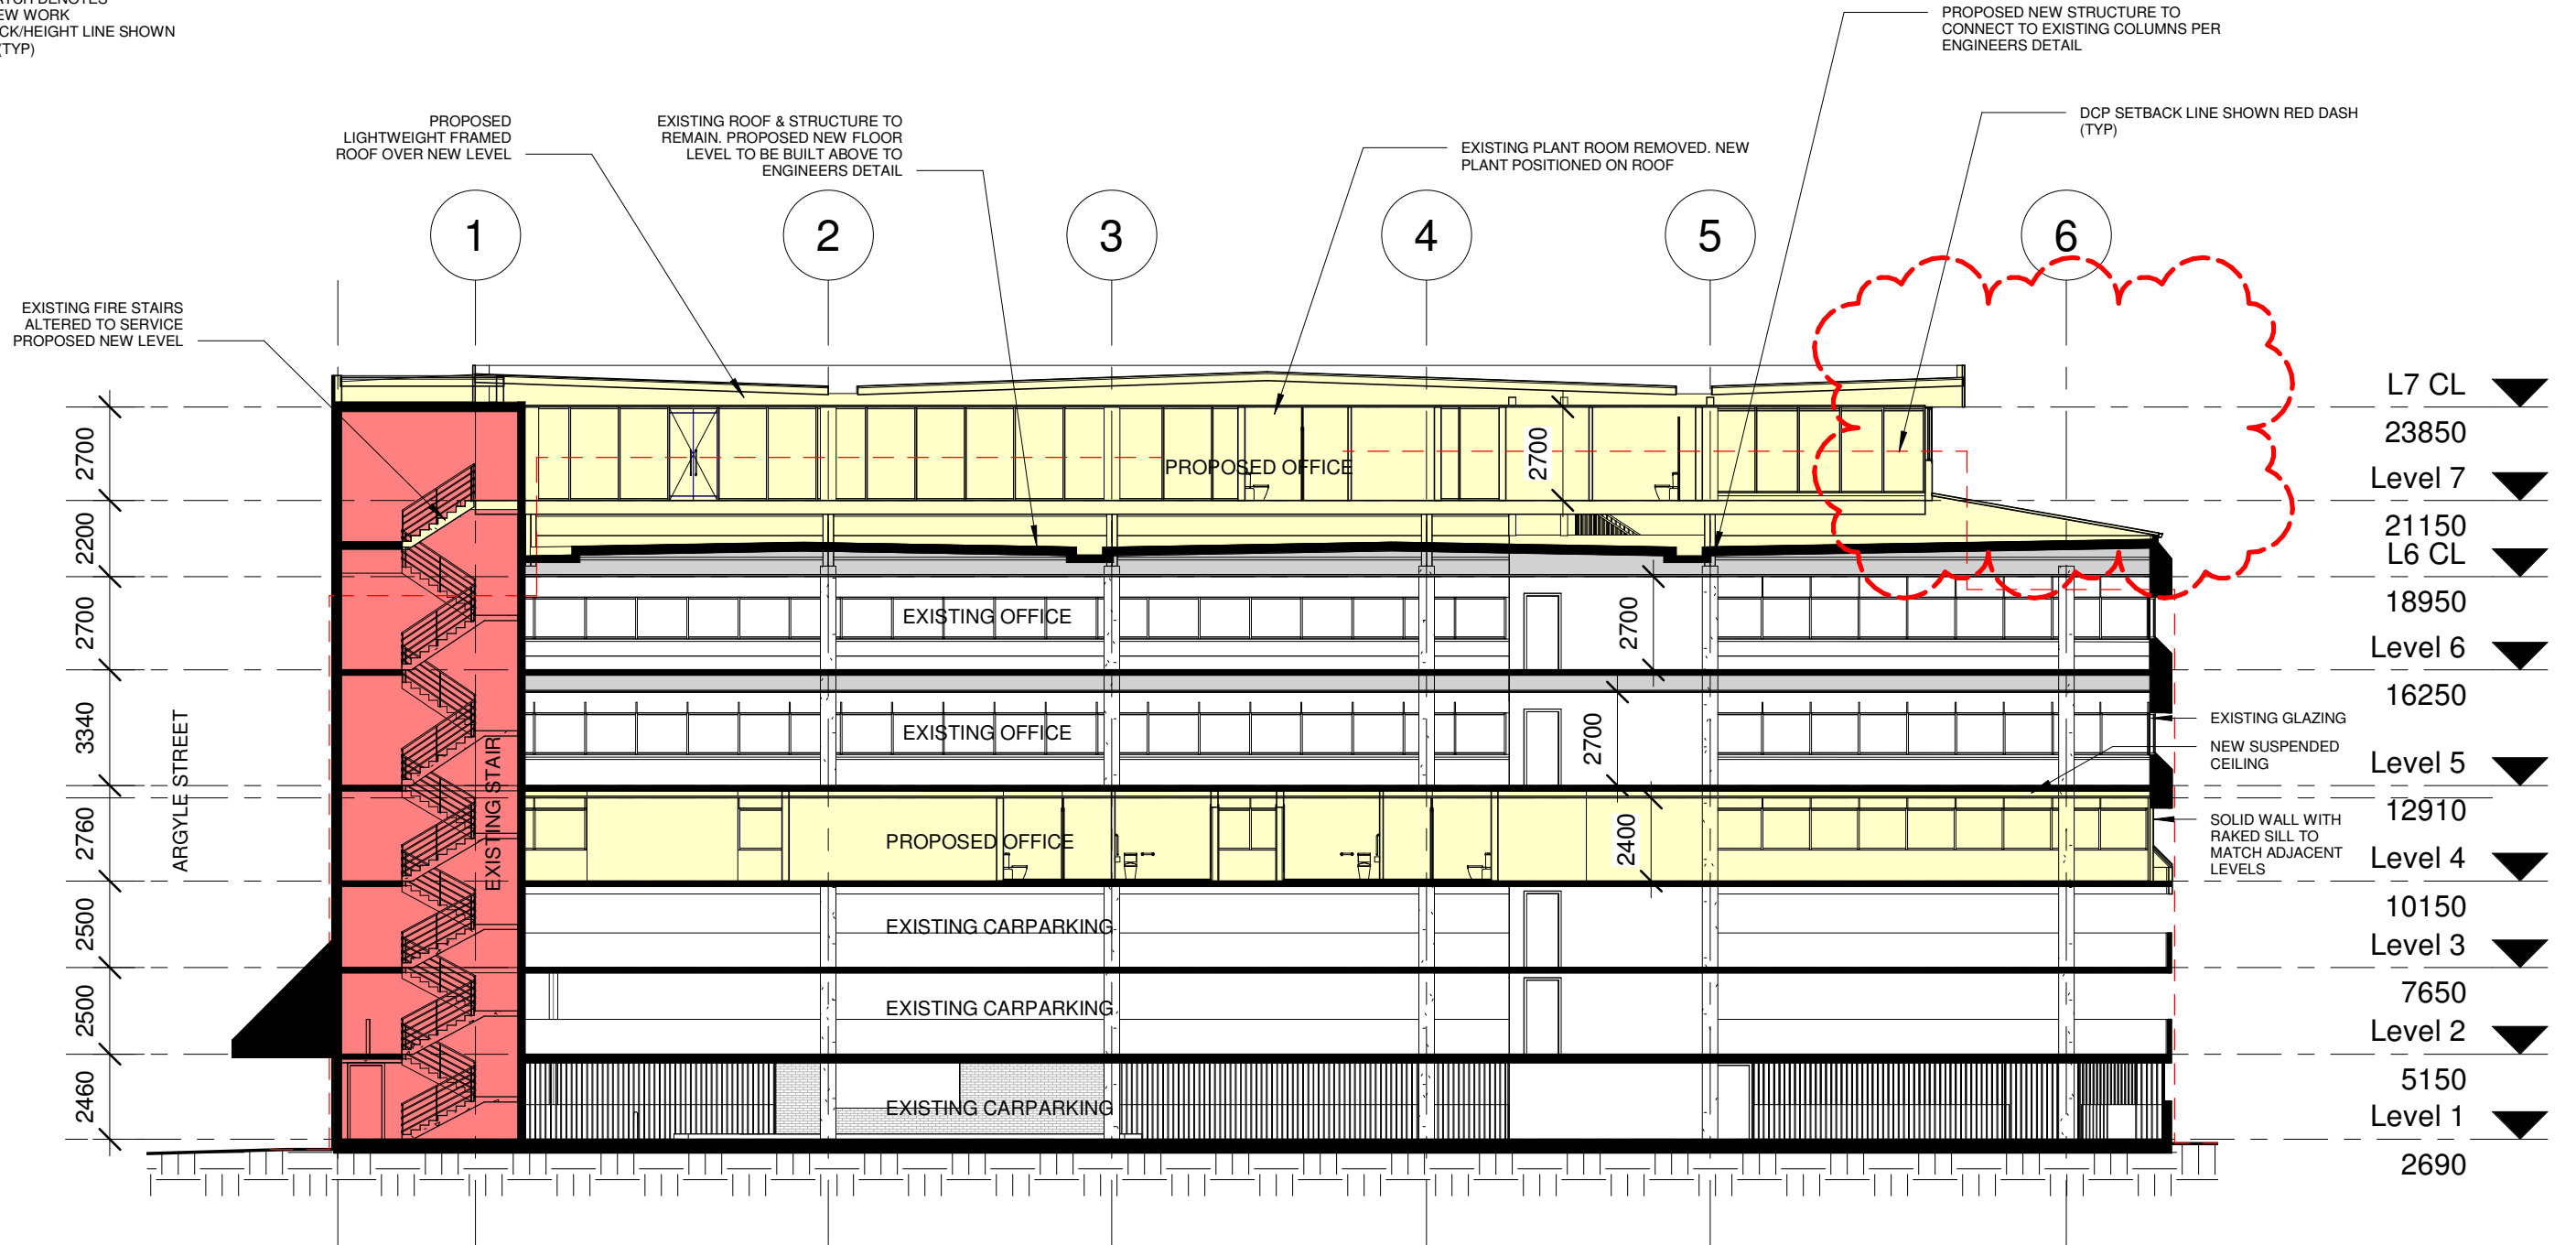 EW WORK
CK/HEIGHT LINE SHOWN
(TYP)
PROPOSED NEW STRUCTURE TO
CONNECT TO EXISTING COLUMNS PER
ENGINEERS DETAIL
PROPOSED
LIGHTWEIGHT FRAMED
ROOF OVER NEW LEVEL
EXISTING ROOF & STRUCTURE TO
REMAIN. PROPOSED NEW FLOOR
LEVEL TO BE BUILT ABOVE TO
ENGINEERS DETAIL
EXISTING PLANT ROOM REMOVED. NEW
PLANT POSITIONED ON ROOF
DCP SETBACK LINE SHOWN RED DASH
(TYP)
1
2
3
4
5
6
EXISTING FIRE STAIRS
ALTERED TO SERVICE
PROPOSED NEW LEVEL
L7 CL
23850
Level 7
21150
L6 CL
18950
Level 6
16250
Level 5
12910
Level 4
10150
Level 3
7650
Level 2
5150
Level 1
2690
2700
2200
2700
3340
2760
2500
2500
2460
ARGYLE STREET
EXISTING STAIR
PROPOSED OFFICE
2700
EXISTING OFFICE
2700
EXISTING OFFICE
2700
PROPOSED OFFICE
2400
EXISTING CARPARKING
EXISTING CARPARKING
EXISTING CARPARKING
EXISTING GLAZING
NEW SUSPENDED
CEILING
SOLID WALL WITH
RAKED SILL TO
MATCH ADJACENT
LEVELS